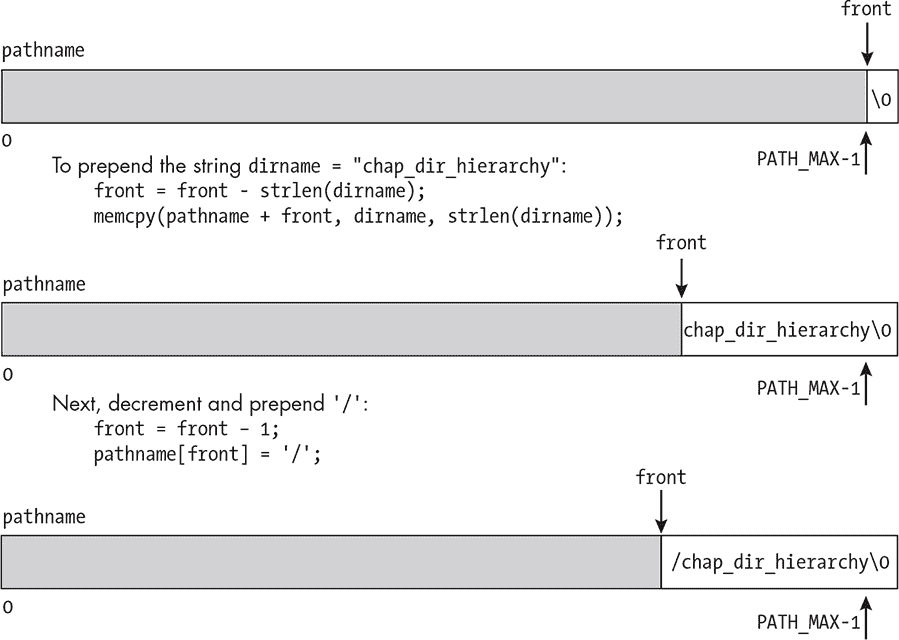 front
pathname
\0
0
PATH_MAX-1
To prepend the string dirname = "chap_dir_hierarchy":
front = front - strlen(dirname);
memcpy(pathname + front, dirname, strlen(dirname));
front
pathname
chap_dir_hierarchy\0
0
PATH_MAX-1
Next, decrement and prepend '/':
front = front – 1;
pathname[front] = '/';
front
pathname
/chap_dir_hierarchy\0
0
PATH_MAX-1